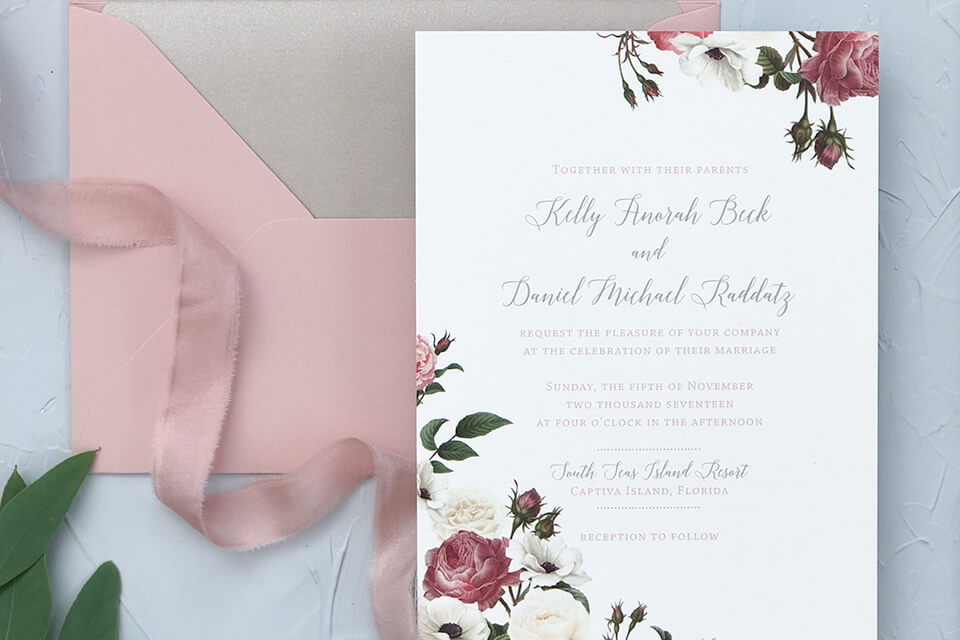 Together with their parents
Kelly Anorah Beck
and
Daniel Michael Raddatz
request the pleasure of your company
at the celebration of their marriage
Sunday, the fifth of November
two thousand seventeen
at four o'clock in the afternoon
South Seas Island Resort
Captiva Island, Florida
reception to follow